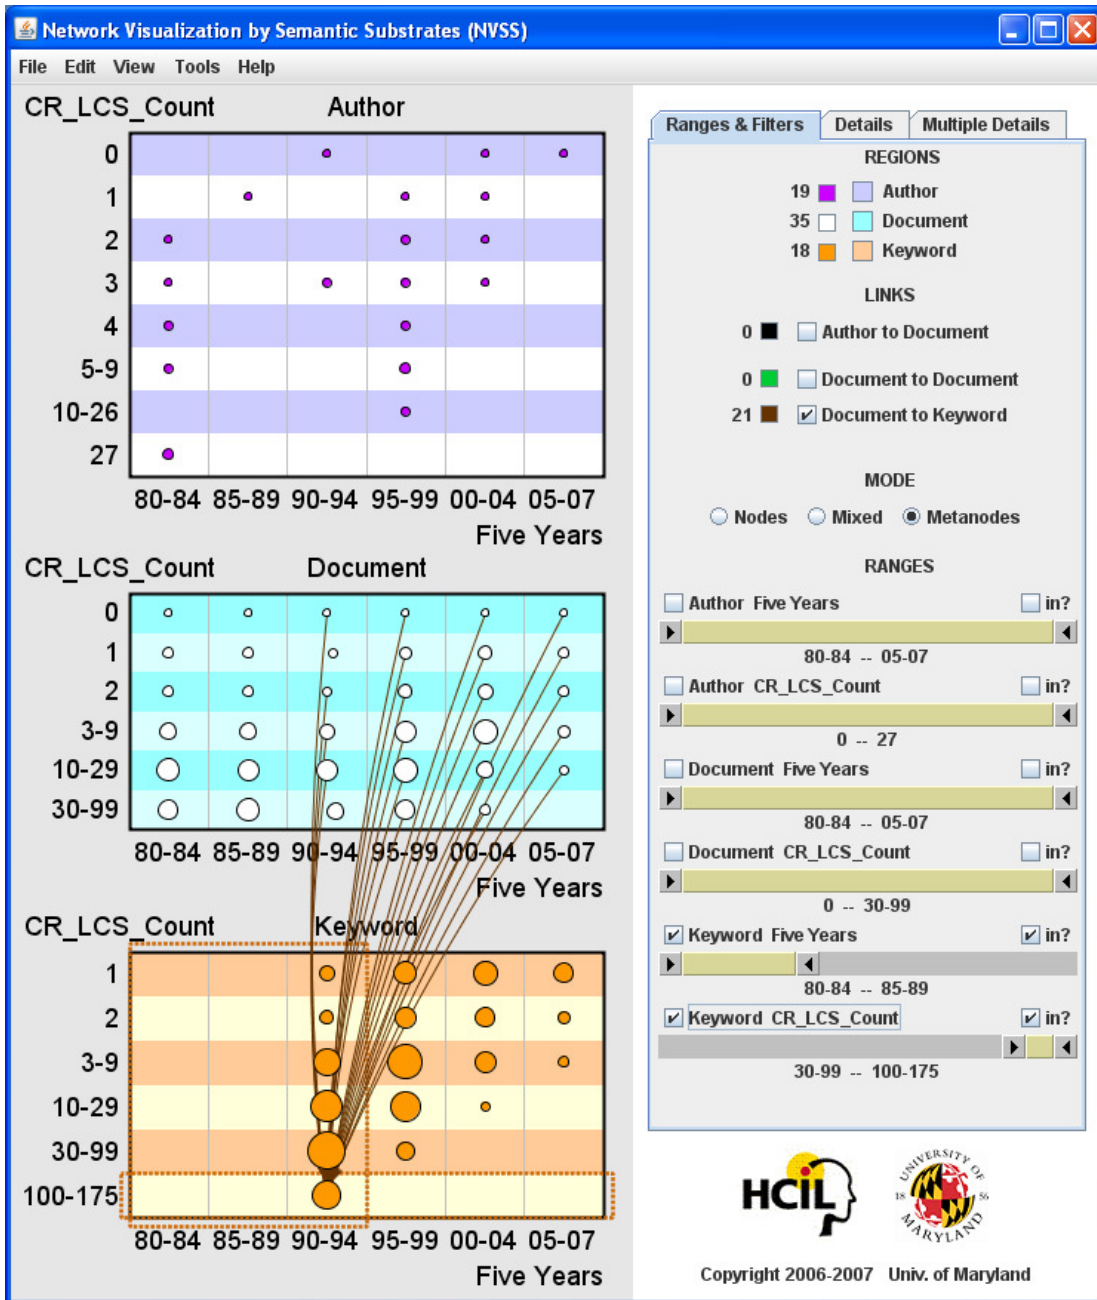 Network Visualization by Semantic Substrates (NVSS)
File Edit View Tools Help
CR_LCS_Count Author
0
1
2
3
4
5-9
10-26
27
80-84 85-89 90-94 95-99 00-04 05-07
Five Years
CR_LCS_Count Document
0
1
2
3-9
10-29
30-99
80-84 85-89 90-94 95-99 00-04 05-07
Five Years
CR_LCS_Count Keyword
1
2
3-9
10-29
30-99
100-175
80-84 85-89 90-94 95-99 00-04 05-07
Five Years
Ranges & Filters Details Multiple Details
REGIONS
19 Author
35 Document
18 Keyword
LINKS
0 Author to Document
0 Document to Document
21 Document to Keyword
MODE
Nodes Mixed Metanodes
RANGES
Author Five Years in?
80-84 -- 05-07
Author CR_LCS_Count in?
0 -- 27
Document Five Years in?
80-84 -- 05-07
Document CR_LCS_Count in?
0 -- 30-99
Keyword Five Years in?
80-84 -- 85-89
Keyword CR_LCS_Count in?
30-99 -- 100-175
HCIL
UNIVERSITY OF
18 56
MARYLAND
Copyright 2006-2007 Univ. of Maryland